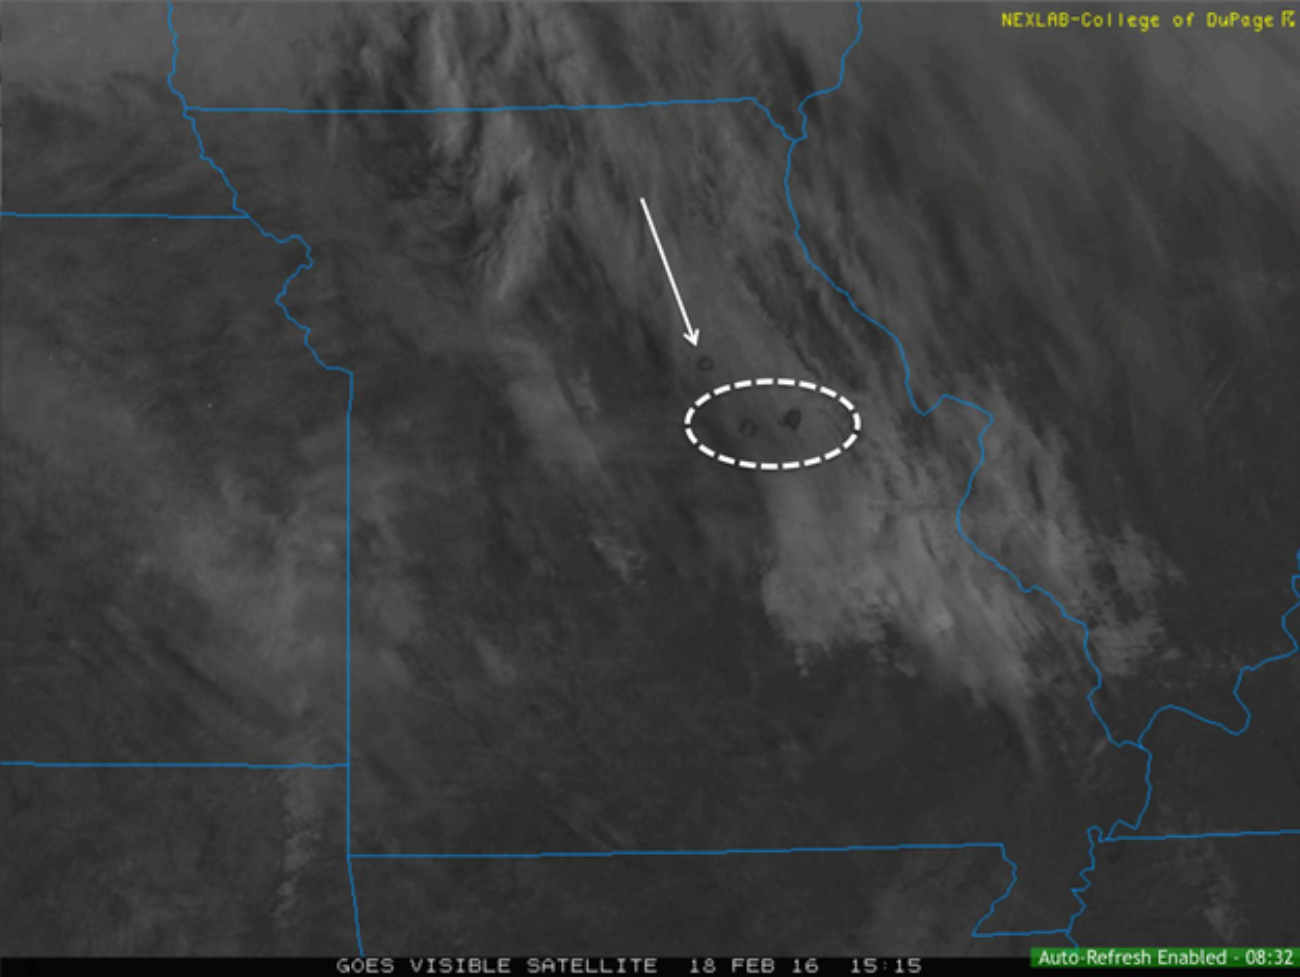 NEXLAB-College of DuPage
GOES VISIBLE SATELLITE 18 FEB 16 15:15
Auto-Refresh Enabled - 08:32